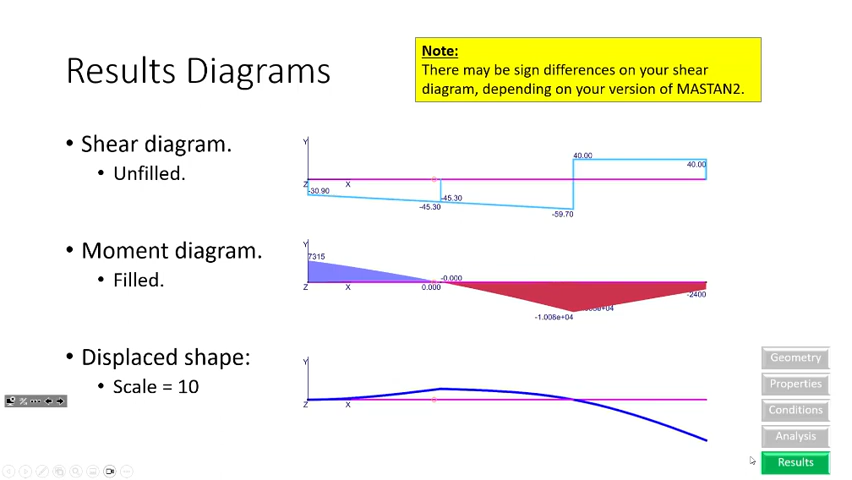 Results Diagrams
Note:
There may be sign differences on your shear
diagram, depending on your version of MASTAN2.
• Shear diagram.
• Unfilled.
Y
Z
X
-30.90
-45.30
-45.30
-59.70
40.00
40.00
• Moment diagram.
• Filled.
Y
7315
Z
X
0.000
-0.000
-1.008e+04
-2400
• Displaced shape:
• Scale = 10
Y
Z
X
Geometry
Properties
Conditions
Analysis
Results